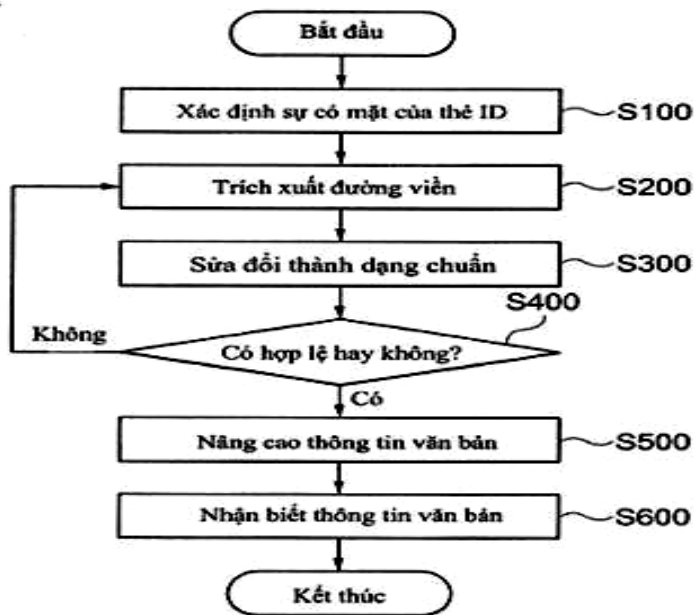 Bắt đầu
Xác định sự có mặt của thẻ ID
S100
Trích xuất đường viền
S200
Sửa đổi thành dạng chuẩn
S300
S400
Không
Có hợp lệ hay không?
Có
Nâng cao thông tin văn bản
S500
Nhận biết thông tin văn bản
S600
Kết thúc